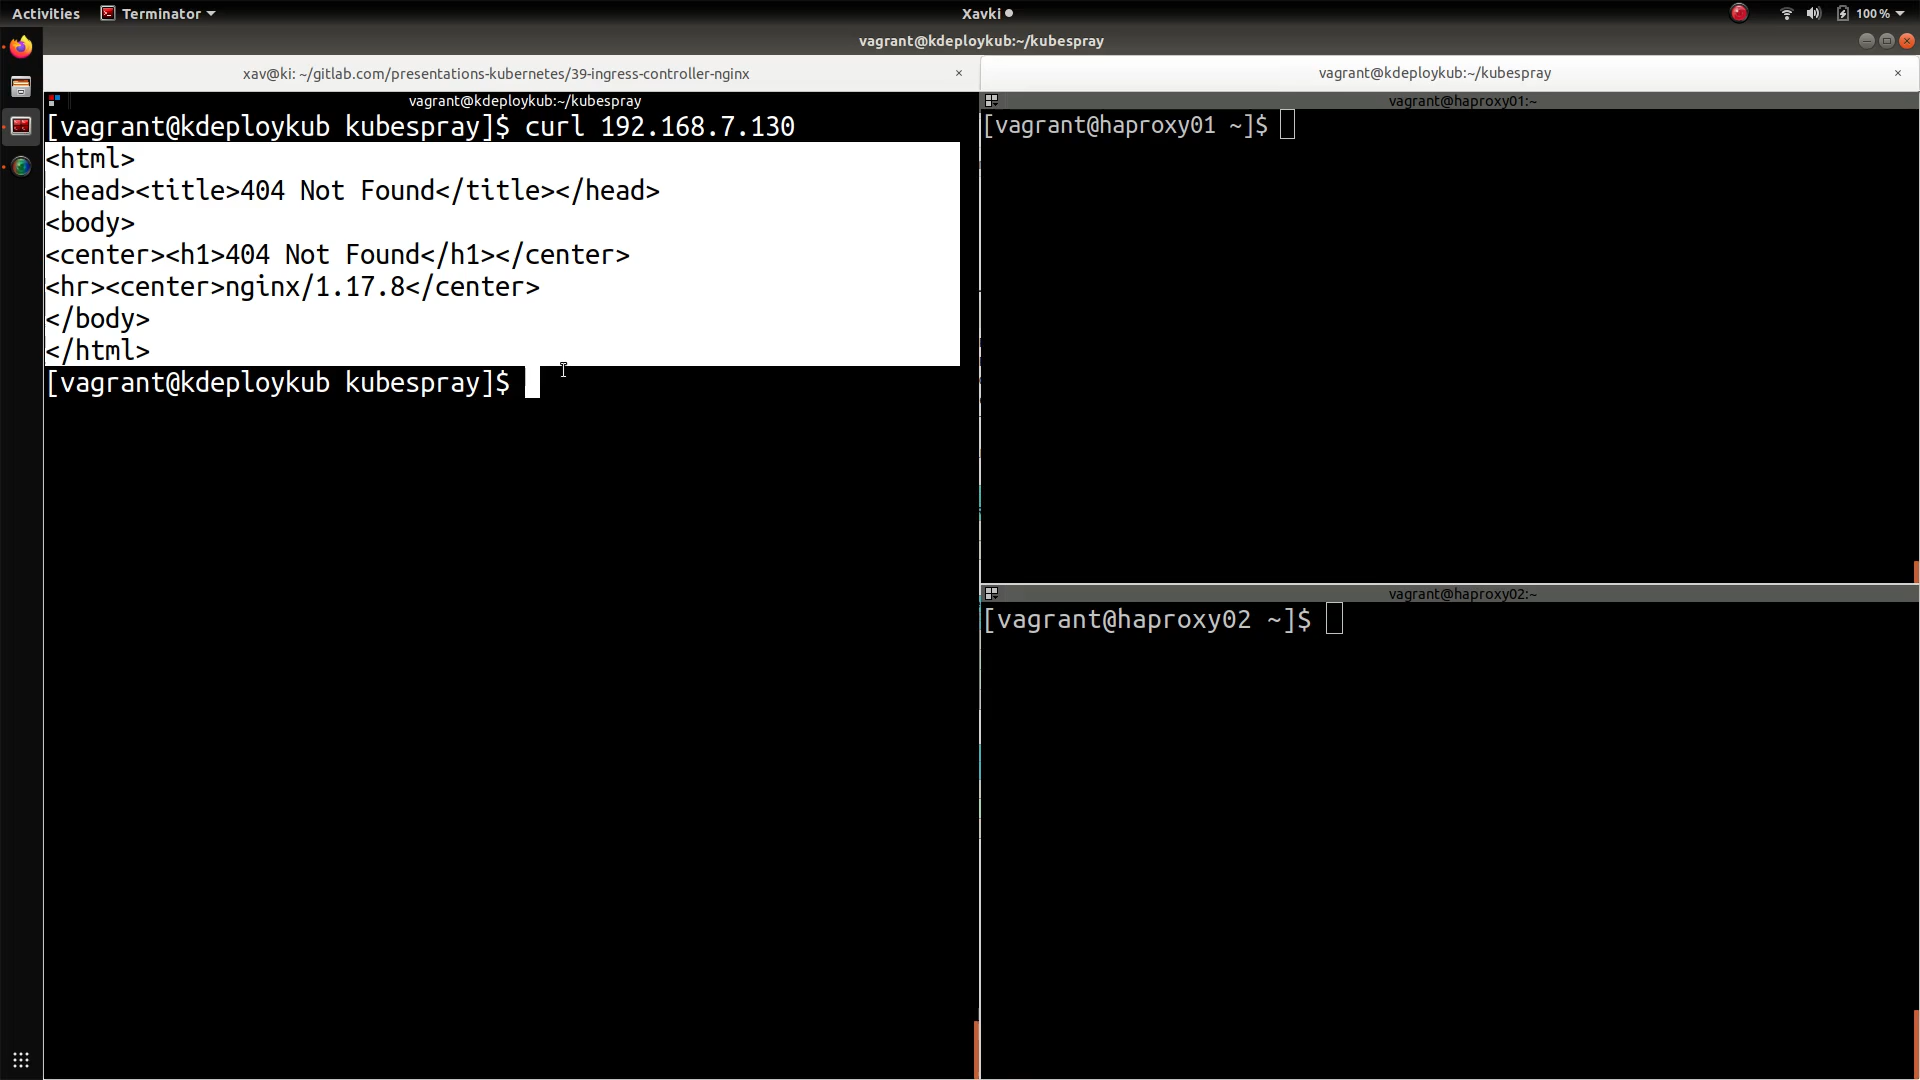 Activities
Terminator
Xavki
100 %
vagrant@kdeploykub:~/kubespray
xav@ki: ~/gitlab.com/presentations-kubernetes/39-ingress-controller-nginx
×
vagrant@kdeploykub:~/kubespray
×
vagrant@kdeploykub:~/kubespray
[vagrant@kdeploykub kubespray]$ curl 192.168.7.130
<html>
<head><title>404 Not Found</title></head>
<body>
<center><h1>404 Not Found</h1></center>
<hr><center>nginx/1.17.8</center>
</body>
</html>
[vagrant@kdeploykub kubespray]$
vagrant@haproxy01:~
[vagrant@haproxy01 ~]$
vagrant@haproxy02:~
[vagrant@haproxy02 ~]$